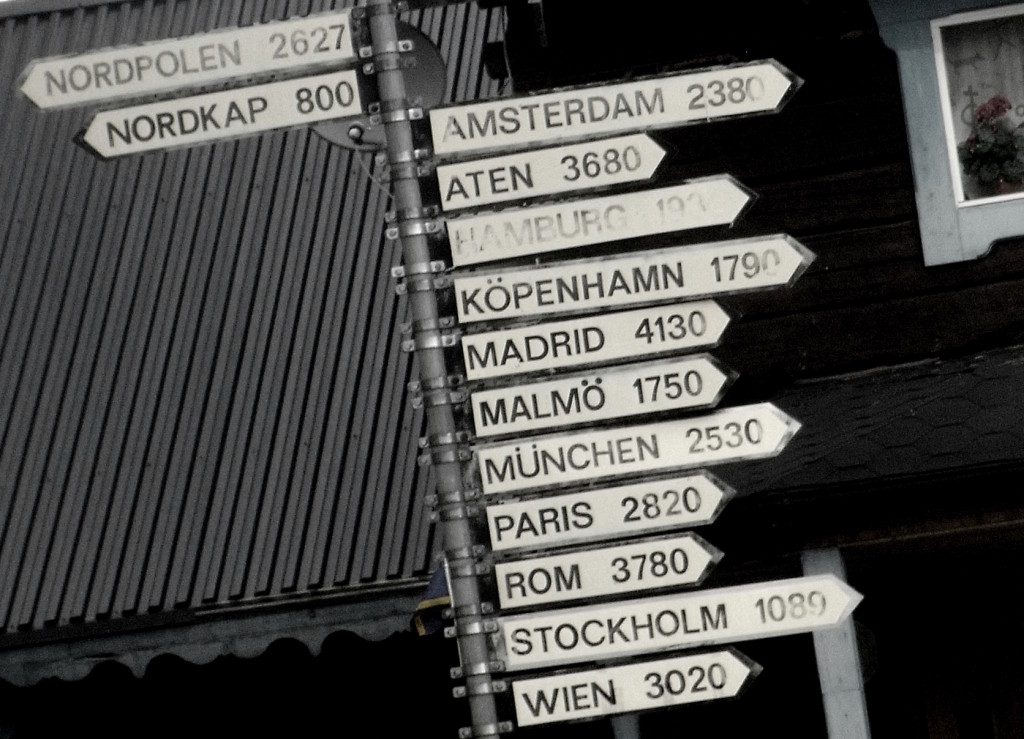 NORDPOLEN 2627
NORDKAP 800
AMSTERDAM 2380
ATEN 3680
HAMBURG
KÖPENHAMN 1790
MADRID 4130
MALMÖ 1750
MÜNCHEN 2530
PARIS 2820
ROM 3780
STOCKHOLM 1089
WIEN 3020